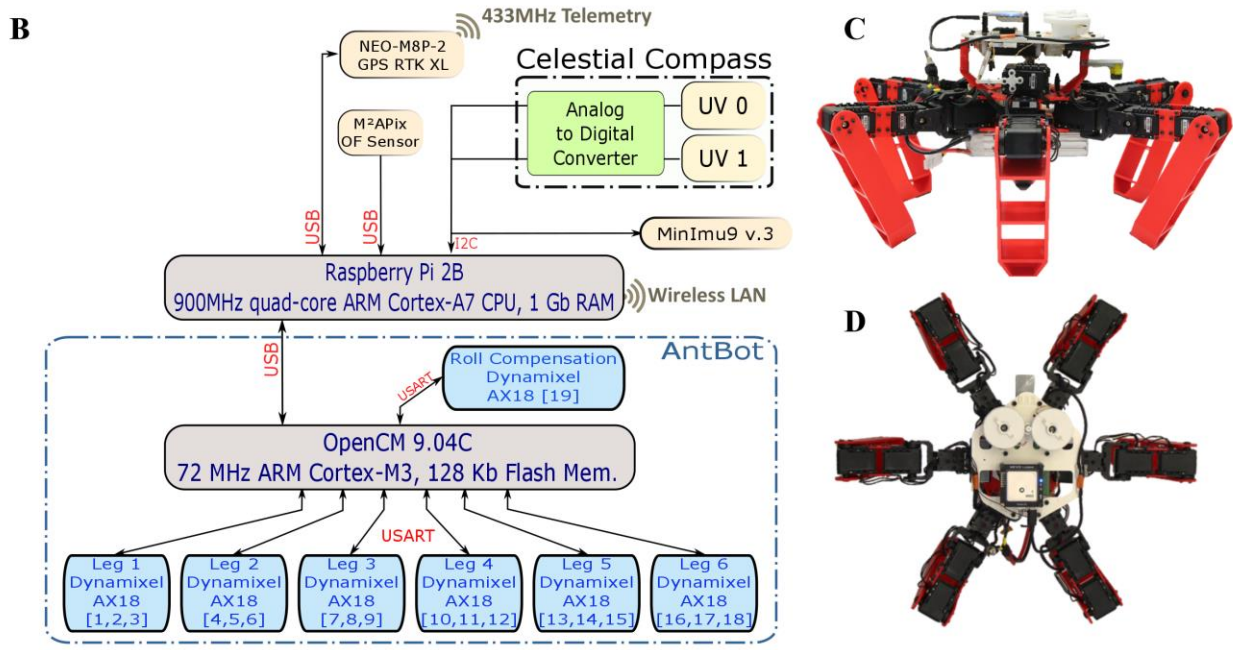 B
433MHz Telemetry
NEO-M8P-2
GPS RTK XL
M²APix
OF Sensor
Celestial Compass
Analog
to Digital
Converter
UV 0
UV 1
USB
USB
I2C
MinImu9 v.3
Raspberry Pi 2B
900MHz quad-core ARM Cortex-A7 CPU, 1 Gb RAM
Wireless LAN
USB
AntBot
Roll Compensation
Dynamixel
AX18 [19]
USART
OpenCM 9.04C
72 MHz ARM Cortex-M3, 128 Kb Flash Mem.
USART
Leg 1
Dynamixel
AX18
[1,2,3]
Leg 2
Dynamixel
AX18
[4,5,6]
Leg 3
Dynamixel
AX18
[7,8,9]
Leg 4
Dynamixel
AX18
[10,11,12]
Leg 5
Dynamixel
AX18
[13,14,15]
Leg 6
Dynamixel
AX18
[16,17,18]
C
D